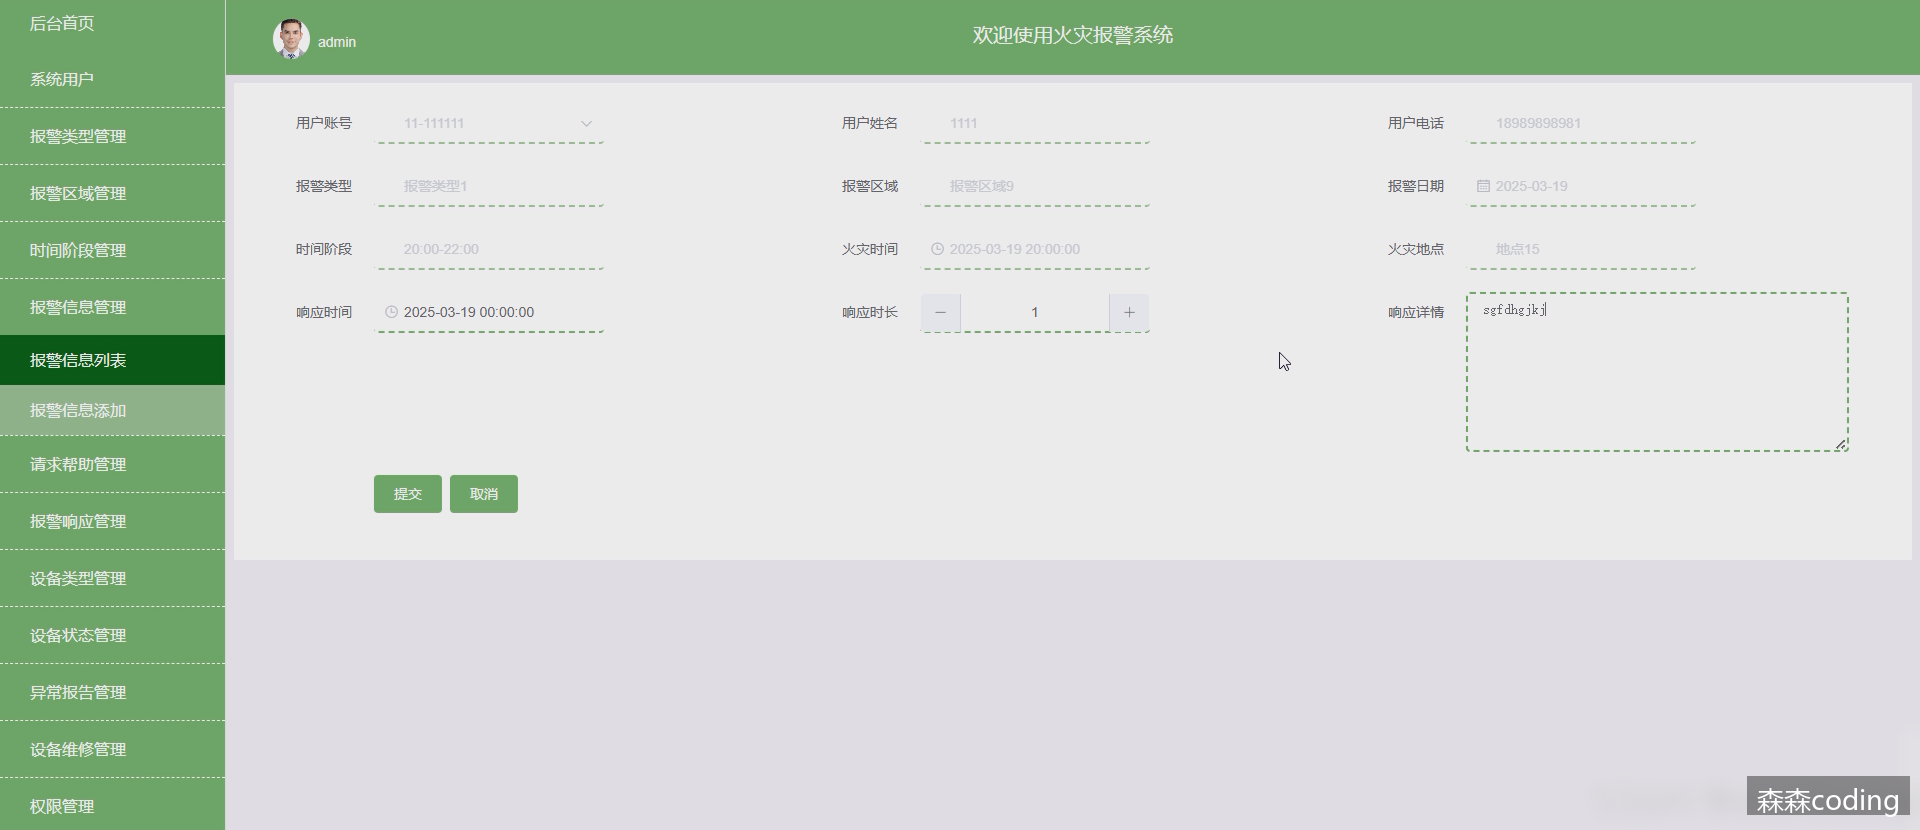 后台首页
系统用户
报警类型管理
报警区域管理
时间阶段管理
报警信息管理
报警信息列表
报警信息添加
请求帮助管理
报警响应管理
设备类型管理
设备状态管理
异常报告管理
设备维修管理
权限管理
admin
欢迎使用火灾报警系统
用户账号 11-111111 用户姓名 1111 用户电话 18989898981
报警类型 报警类型1 报警区域 报警区域9 报警日期 2025-03-19
时间阶段 20:00-22:00 火灾时间 2025-03-19 20:00:00 火灾地点 地点15
响应时间 2025-03-19 00:00:00 响应时长 1 响应详情 sgfdhgjkj
提交 取消
森森coding